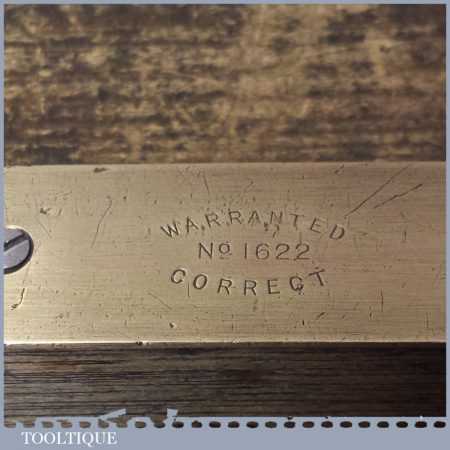 WARRANTED
No 1622
CORRECT
TOOLTIQUE